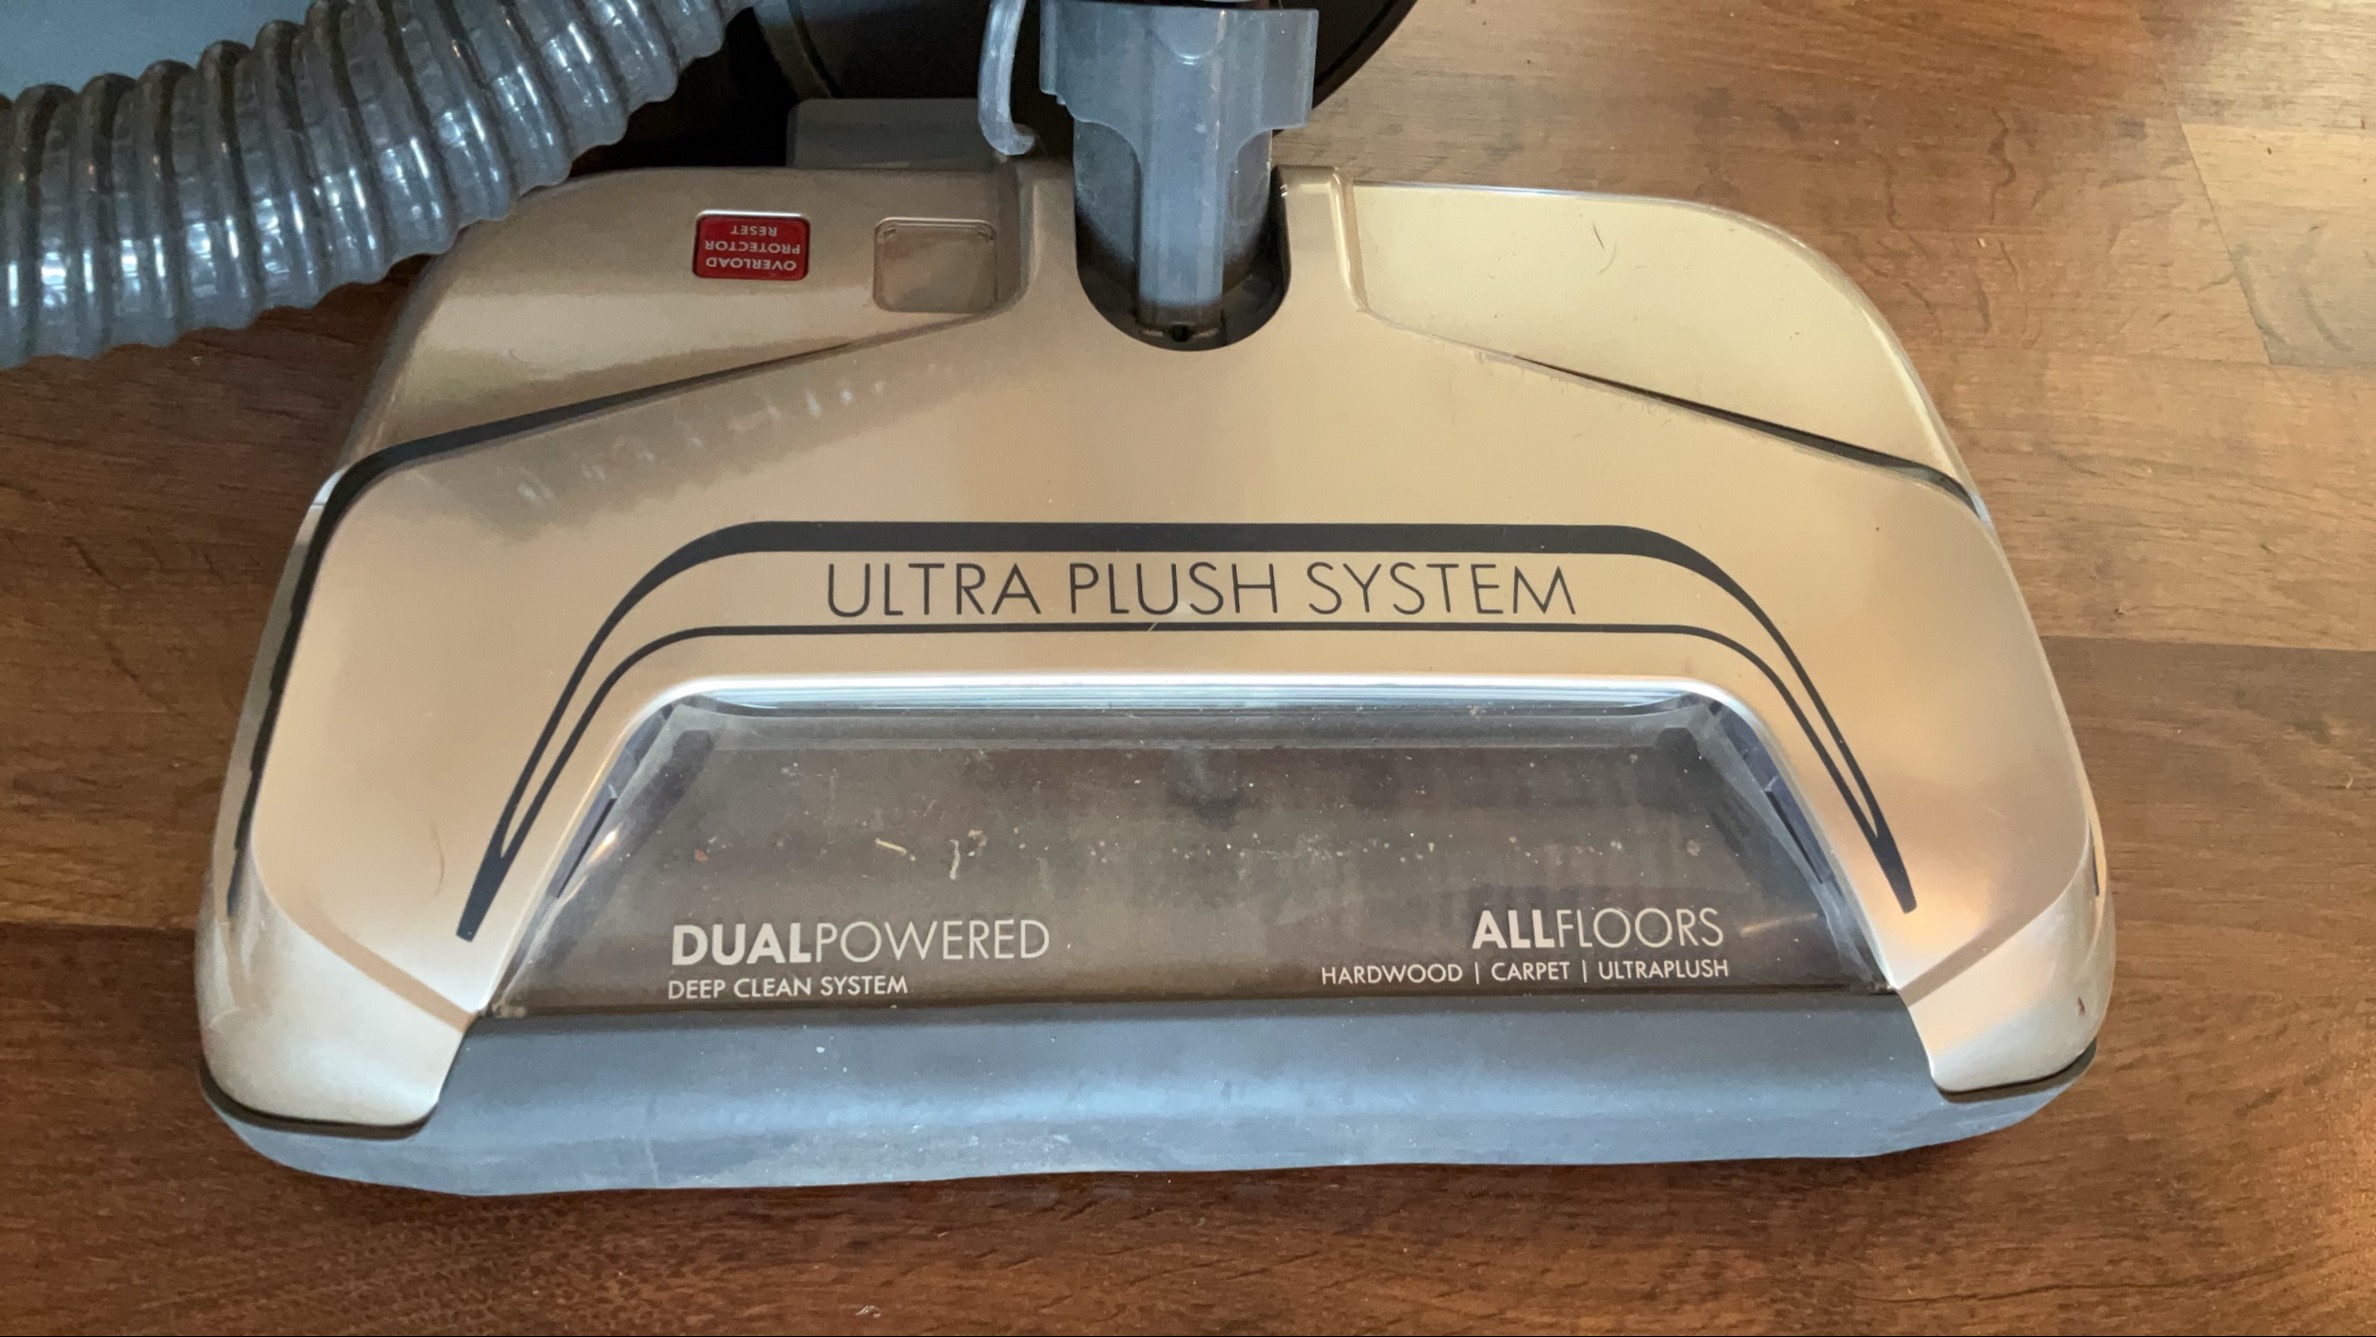 OVERLOAD
PROTECTOR
RESET
ULTRA PLUSH SYSTEM
DUALPOWERED
DEEP CLEAN SYSTEM
ALLFLOORS
HARDWOOD | CARPET | ULTRAPLUSH